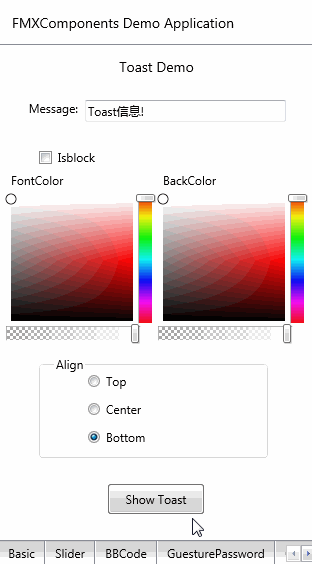 FMXComponents Demo Application
Toast Demo
Message: Toast信息!
Isblock
FontColor BackColor
Align
Top
Center
Bottom
Show Toast
Basic Slider BBCode GuesturePassword